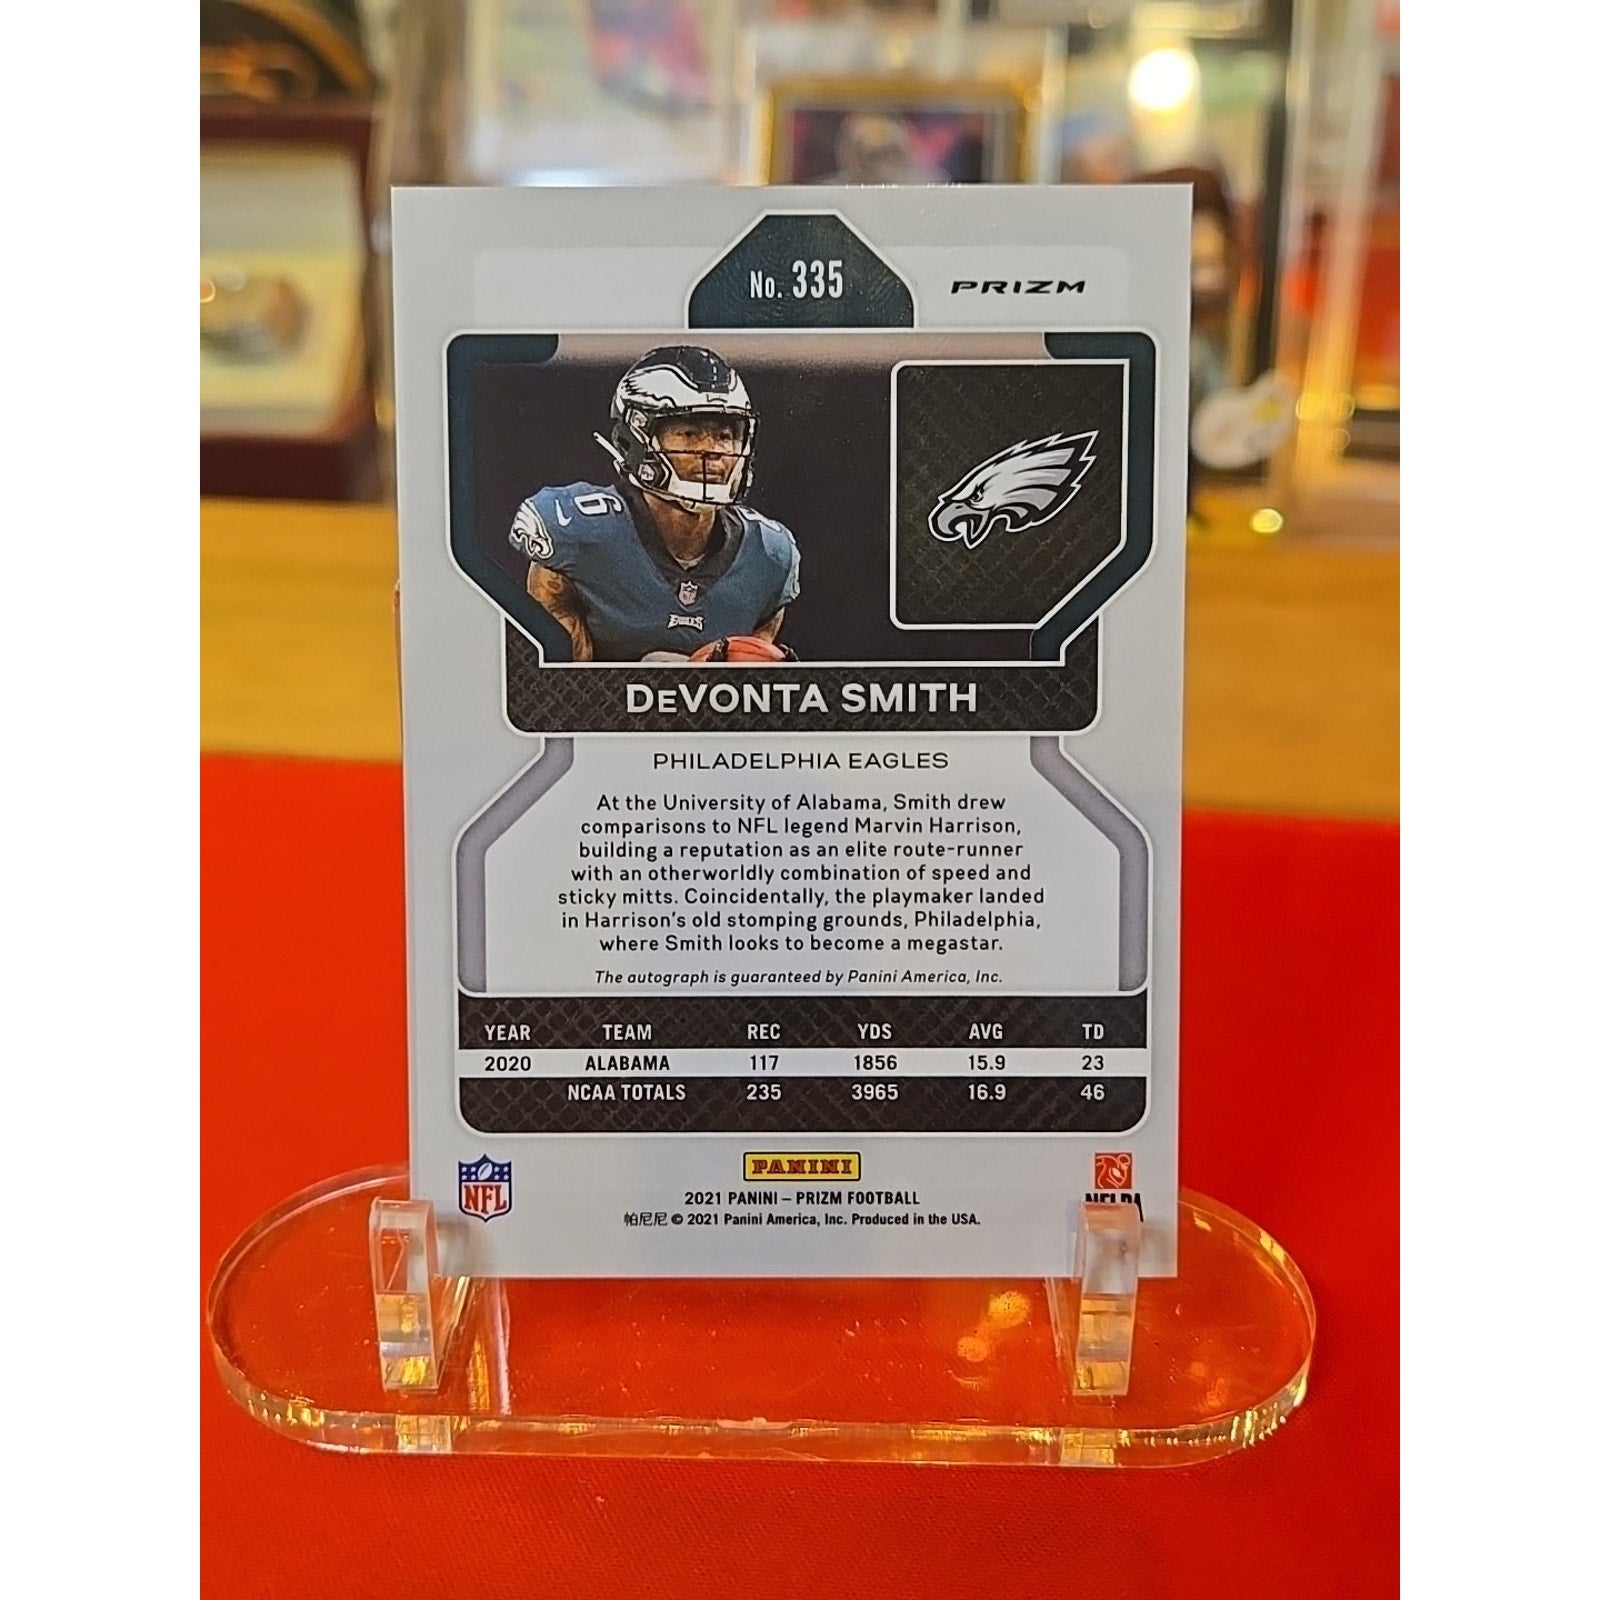 No. 335
PRIZM
6
EAGLES
DeVONTA SMITH
PHILADELPHIA EAGLES
At the University of Alabama, Smith drew
comparisons to NFL legend Marvin Harrison,
building a reputation as an elite route-runner
with an otherworldly combination of speed and
sticky mitts. Coincidentally, the playmaker landed
in Harrison's old stomping grounds, Philadelphia,
where Smith looks to become a megastar.
The autograph is guaranteed by Panini America, Inc.
YEAR TEAM REC YDS AVG TD
2020 ALABAMA 117 1856 15.9 23
NCAA TOTALS 235 3965 16.9 46
NFL
PANINI
NFLPA
2021 PANINI – PRIZM FOOTBALL
帕尼尼 © 2021 Panini America, Inc. Produced in the USA.